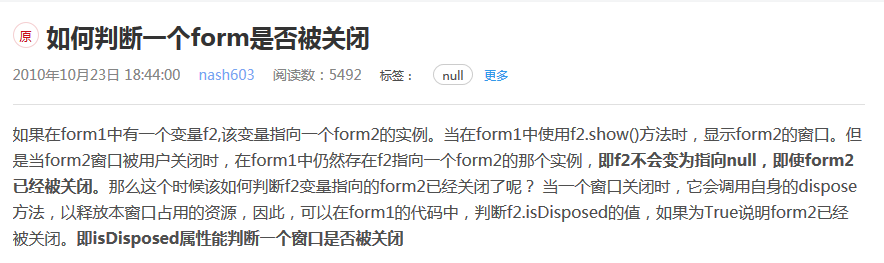 原 如何判断一个form是否被关闭
2010年10月23日 18:44:00 nash603 阅读数：5492 标签： null 更多
如果在form1中有一个变量f2,该变量指向一个form2的实例。当在form1中使用f2.show()方法时，显示form2的窗口。但
是当form2窗口被用户关闭时，在form1中仍然存在f2指向一个form2的那个实例，即f2不会变为指向null，即使form2
已经被关闭。那么这个时候该如何判断f2变量指向的form2已经关闭了呢？ 当一个窗口关闭时，它会调用自身的dispose
方法，以释放本窗口占用的资源，因此，可以在form1的代码中，判断f2.isDisposed的值，如果为True说明form2已经
被关闭。即isDisposed属性能判断一个窗口是否被关闭